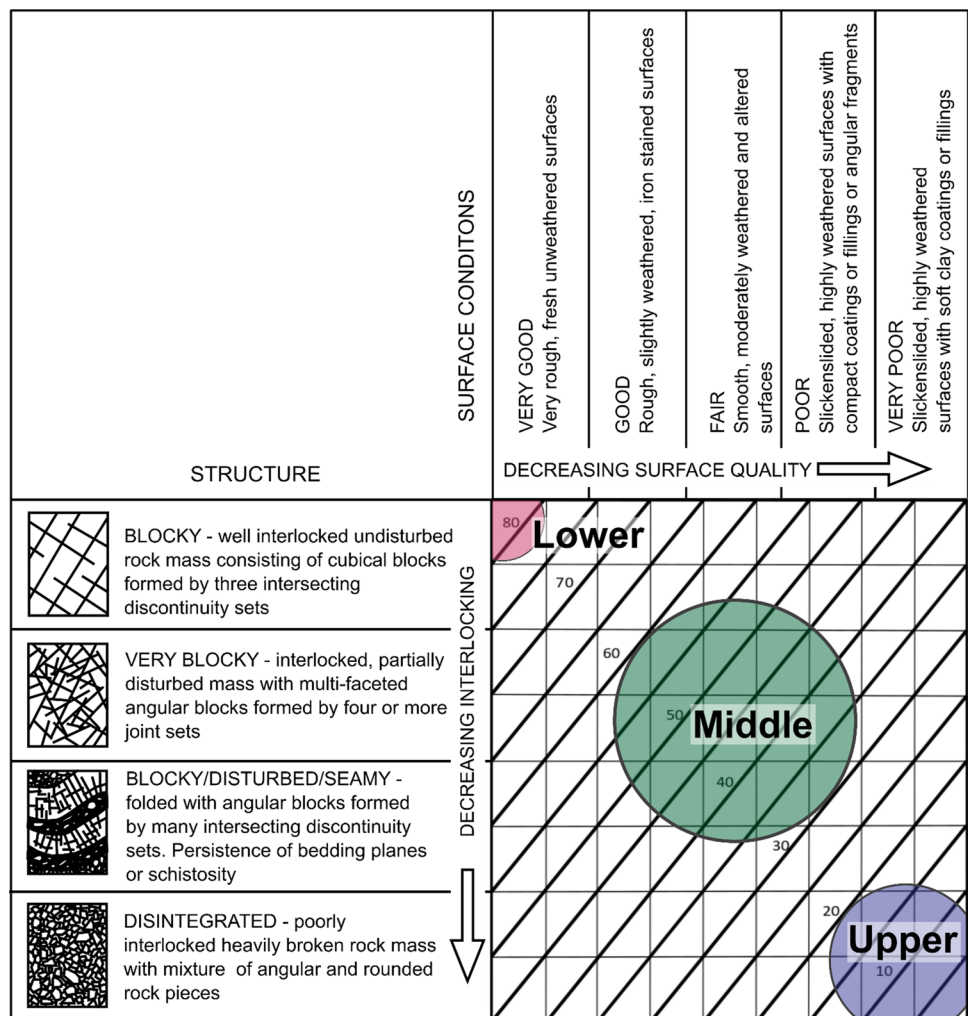 SURFACE CONDITONS
VERY GOOD
Very rough, fresh unweathered surfaces
GOOD
Rough, slightly weathered, iron stained surfaces
FAIR
Smooth, moderately weathered and altered
surfaces
POOR
Slickenslided, highly weathered surfaces with
compact coatings or fillings or angular fragments
VERY POOR
Slickenslided, highly weathered
surfaces with soft clay coatings or fillings
STRUCTURE
DECREASING SURFACE QUALITY
BLOCKY - well interlocked undisturbed
rock mass consisting of cubical blocks
formed by three intersecting
discontinuity sets
VERY BLOCKY - interlocked, partially
disturbed mass with multi-faceted
angular blocks formed by four or more
joint sets
BLOCKY/DISTURBED/SEAMY -
folded with angular blocks formed
by many intersecting discontinuity
sets. Persistence of bedding planes
or schistosity
DISINTEGRATED - poorly
interlocked heavily broken rock mass
with mixture of angular and rounded
rock pieces
DECREASING INTERLOCKING
80
Lower
70
60
50
Middle
40
30
20
Upper
10